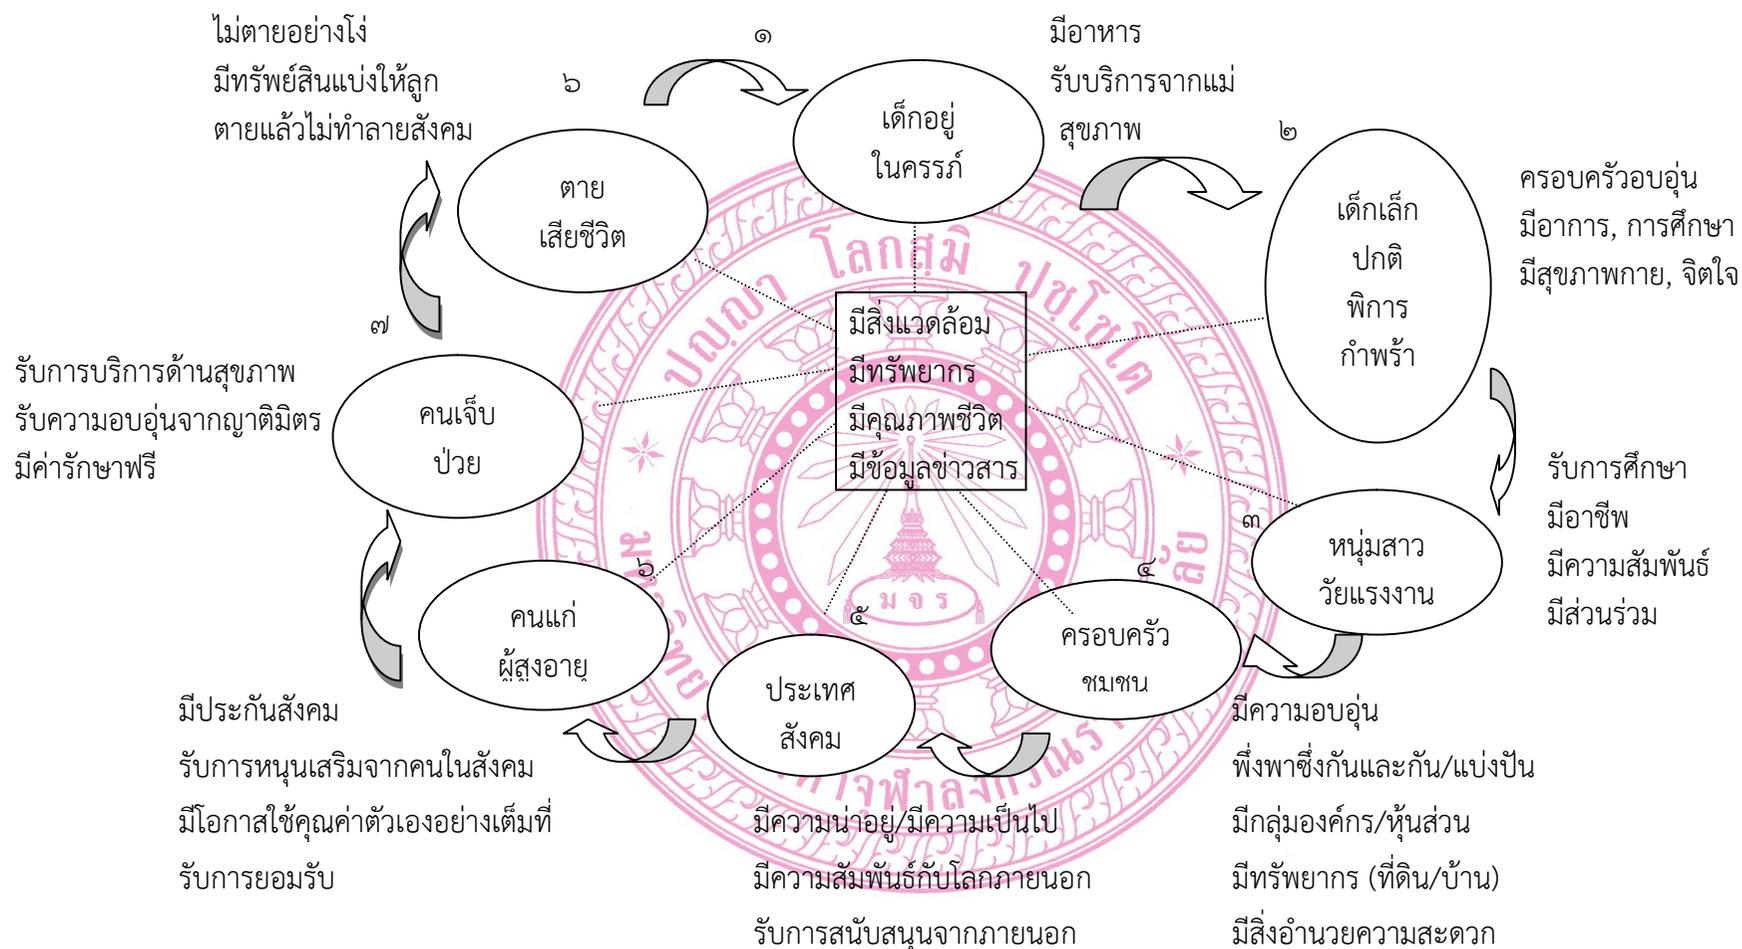 ไม่ตายอย่างโง่
มีทรัพย์สินแบ่งให้ลูก
ตายแล้วไม่ทำลายสังคม
๖
ตาย
เสียชีวิต
๑
เด็กอยู่
ในครรภ์
มีอาหาร
รับบริการจากแม่
สุขภาพ
๒
เด็กเล็ก
ปกติ
พิการ
กำพร้า
ครอบครัวอบอุ่น
มีอาการ, การศึกษา
มีสุขภาพกาย, จิตใจ
ปญฺญา โลกสฺมิ ปชฺโชโต
มีสิ่งแวดล้อม
มีทรัพยากร
มีคุณภาพชีวิต
มีข้อมูลข่าวสาร
๗
รับการบริการด้านสุขภาพ
รับความอบอุ่นจากญาติมิตร
มีค่ารักษาฟรี
คนเจ็บ
ป่วย
รับการศึกษา
มีอาชีพ
มีความสัมพันธ์
มีส่วนร่วม
๓
หนุ่มสาว
วัยแรงงาน
๖
คนแก่
ผู้สูงอายุ
๕
ประเทศ
สังคม
๔
ครอบครัว
ชุมชน
ม จ ร
มีประกันสังคม
รับการหนุนเสริมจากคนในสังคม
มีโอกาสใช้คุณค่าตัวเองอย่างเต็มที่
รับการยอมรับ
มีความน่าอยู่/มีความเป็นไป
มีความสัมพันธ์กับโลกภายนอก
รับการสนับสนุนจากภายนอก
มีความอบอุ่น
พึ่งพาซึ่งกันและกัน/แบ่งปัน
มีกลุ่มองค์กร/หุ้นส่วน
มีทรัพยากร (ที่ดิน/บ้าน)
มีสิ่งอำนวยความสะดวก